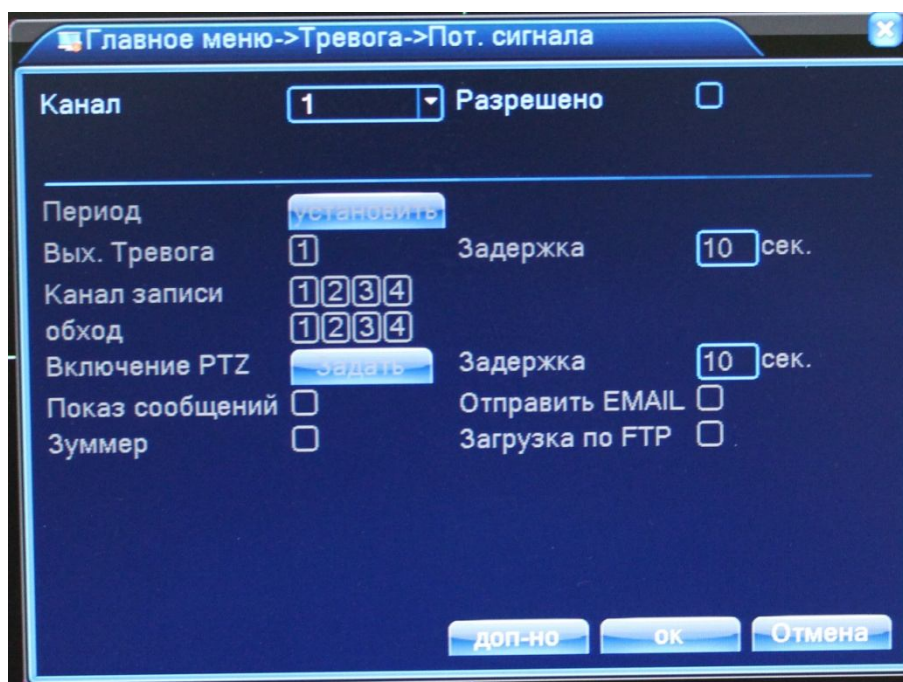 Главное меню->Тревога->Пот. сигнала
Канал 1 Разрешено
Период установить
Вых. Тревога 1 Задержка 10 сек.
Канал записи 1 2 3 4
обход 1 2 3 4
Включение PTZ Задать Задержка 10 сек.
Показ сообщений Отправить EMAIL
Зуммер Загрузка по FTP
доп-но ок Отмена